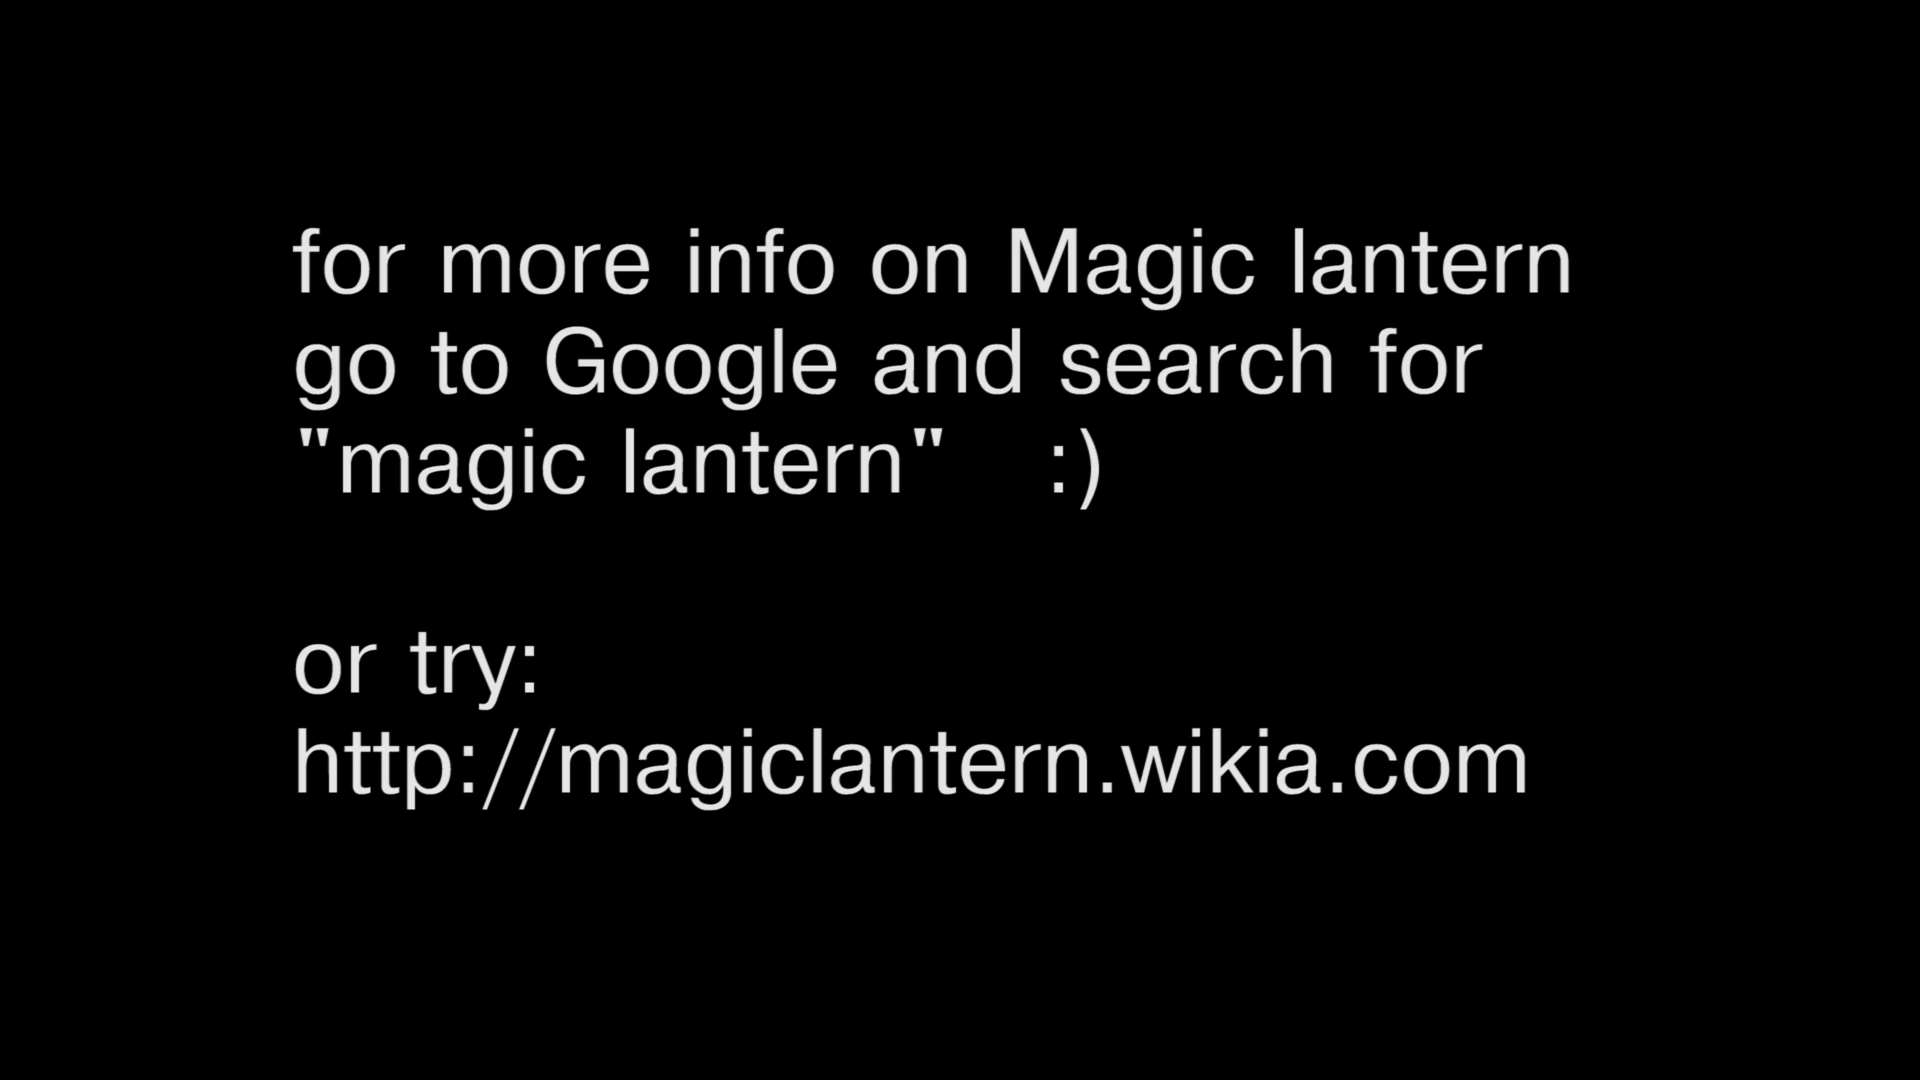 for more info on Magic lantern
go to Google and search for
"magic lantern"   :)
or try:
http://magiclantern.wikia.com